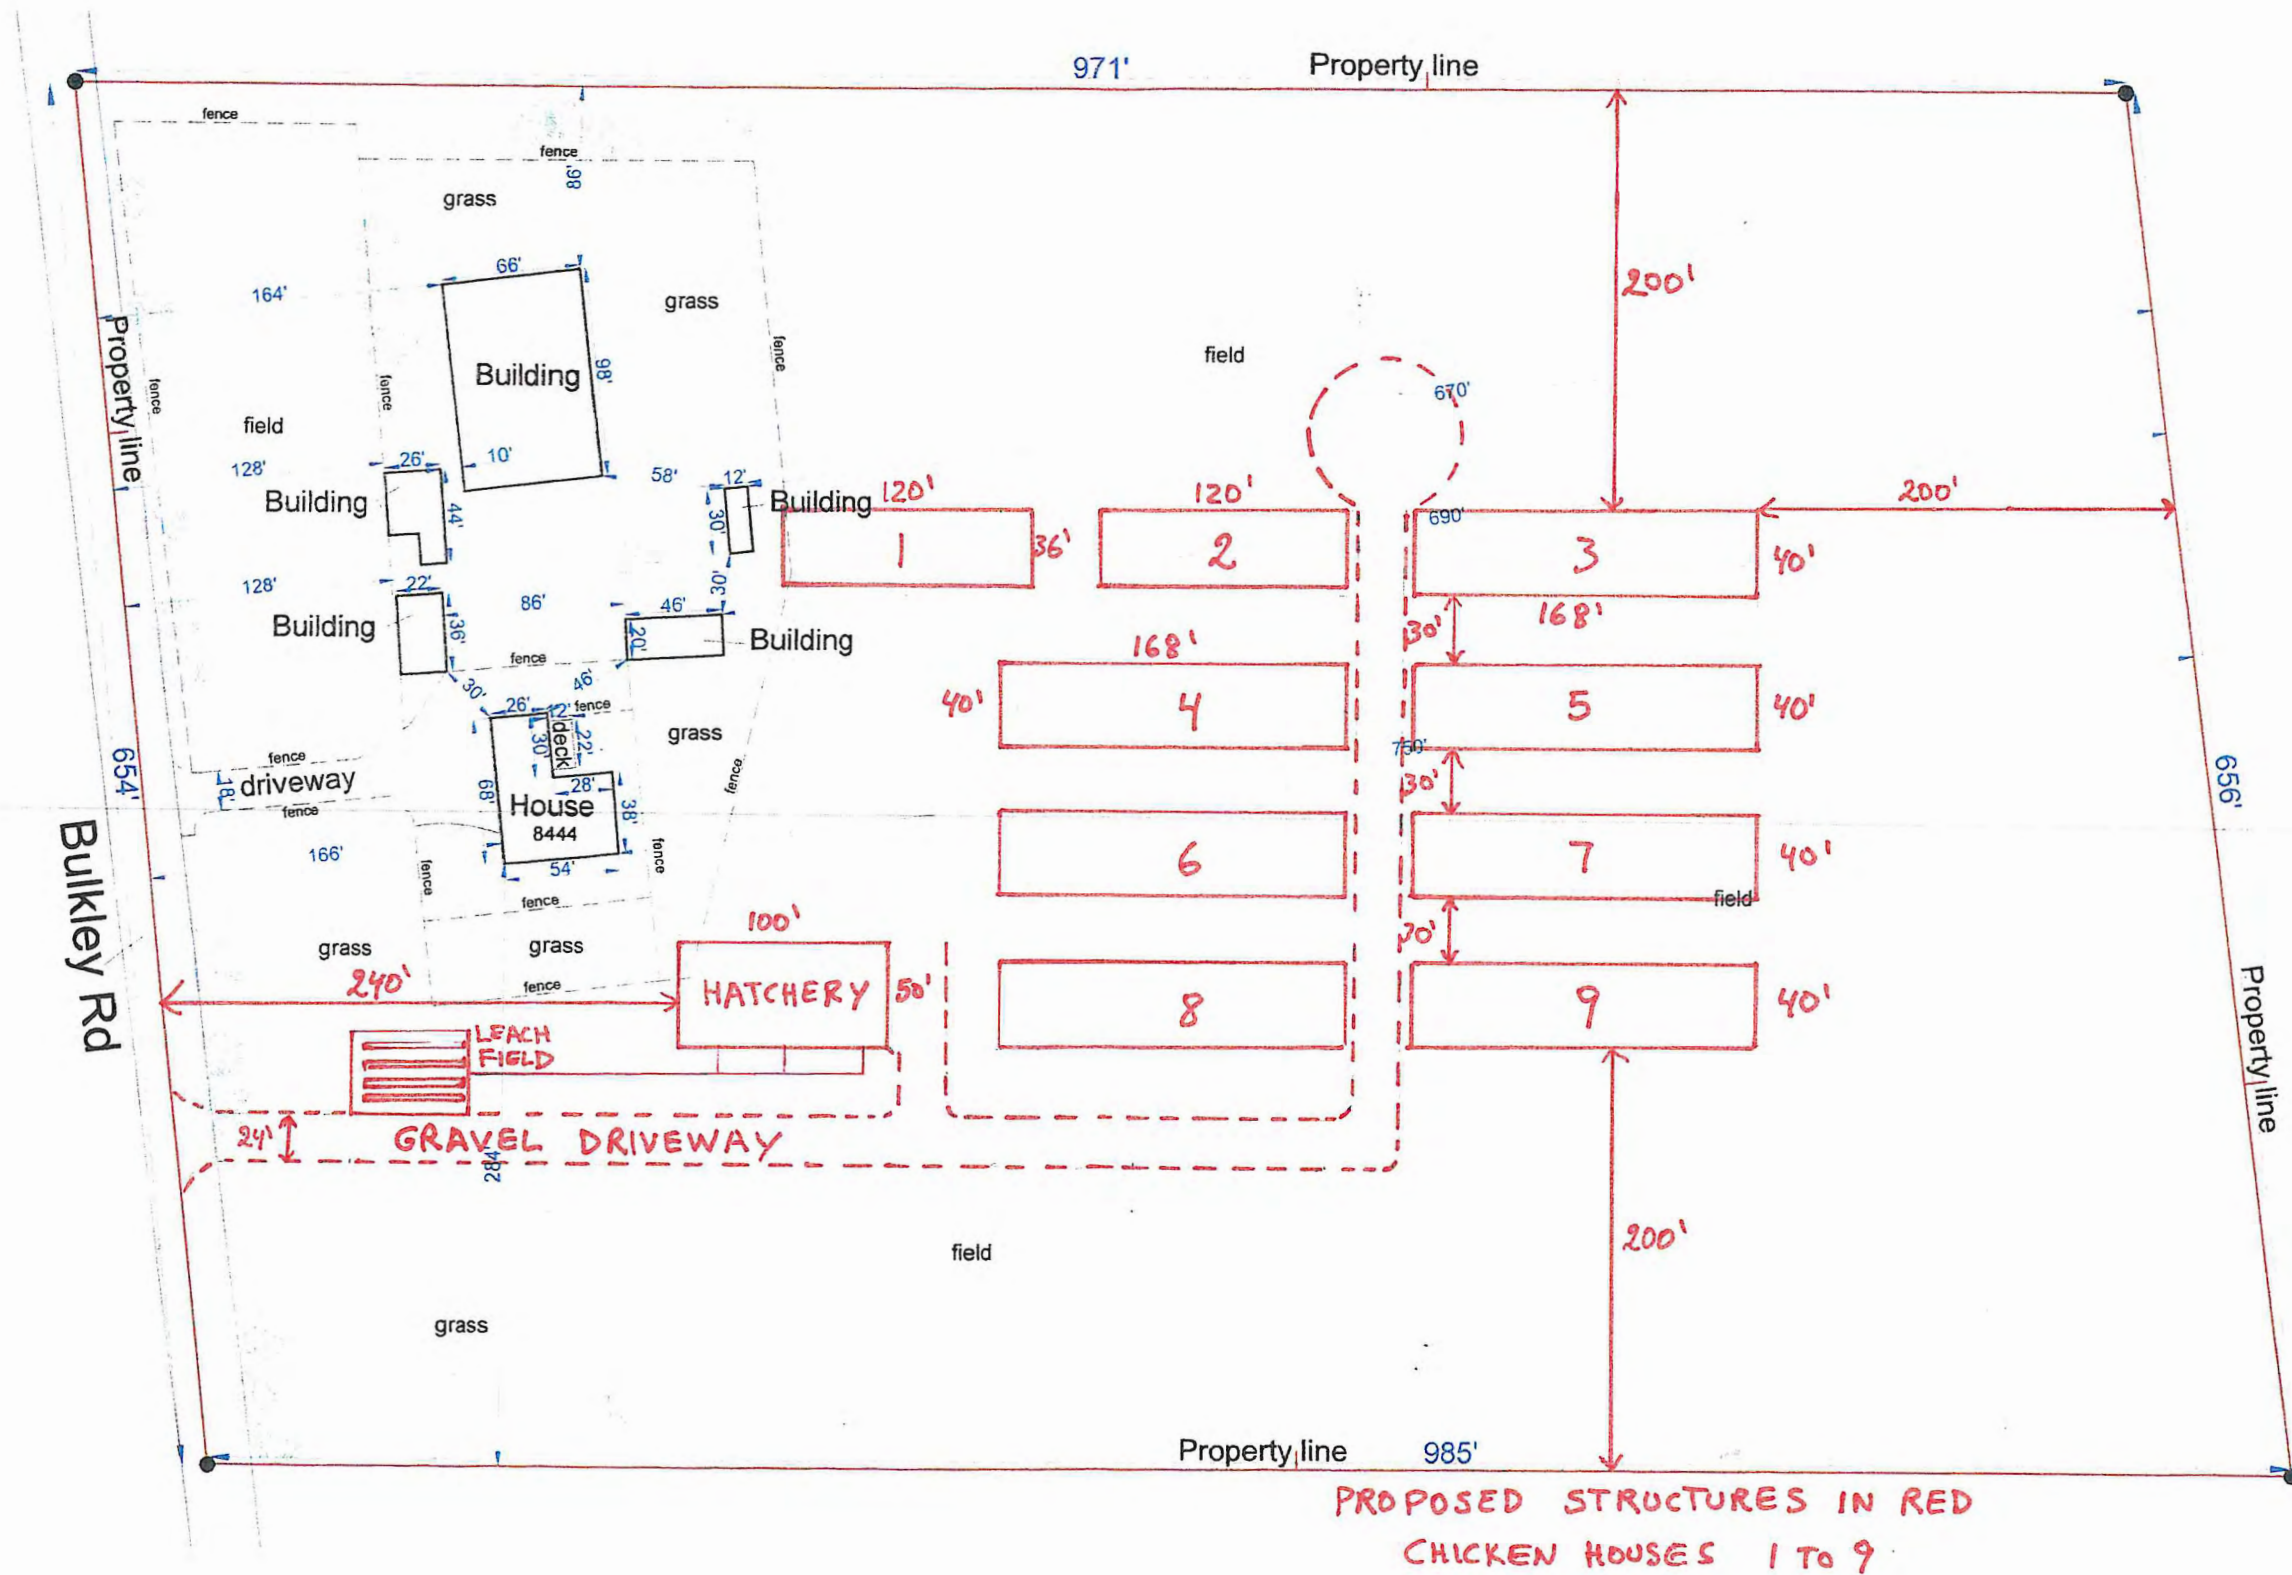 971'
Property line
fence
fence
98'
grass
66'
164'
grass
200'
Property line
fence
fence
Building
98'
fence
field
field
670'
128'
26'
10'
58'
12'
Building
44'
30'
Building
120'
120'
690'
200'
1
36'
2
3
40'
128'
22'
86'
30'
46'
30'
168'
Building
36'
20'
Building
168'
fence
30'
46'
26'
12'
fence
40'
4
5
40'
deck
30'
22'
grass
750'
fence
driveway
18'
fence
fence
654'
68'
28'
House
8444
38'
30'
656'
166'
54'
fence
fence
6
7
40'
field
Bulkley Rd
fence
100'
30'
grass
grass
240'
fence
HATCHERY
50'
8
9
40'
Property line
LEACH
FIELD
24'
GRAVEL DRIVEWAY
284'
200'
field
grass
Property line
985'
PROPOSED STRUCTURES IN RED
CHICKEN HOUSES 1 TO 9